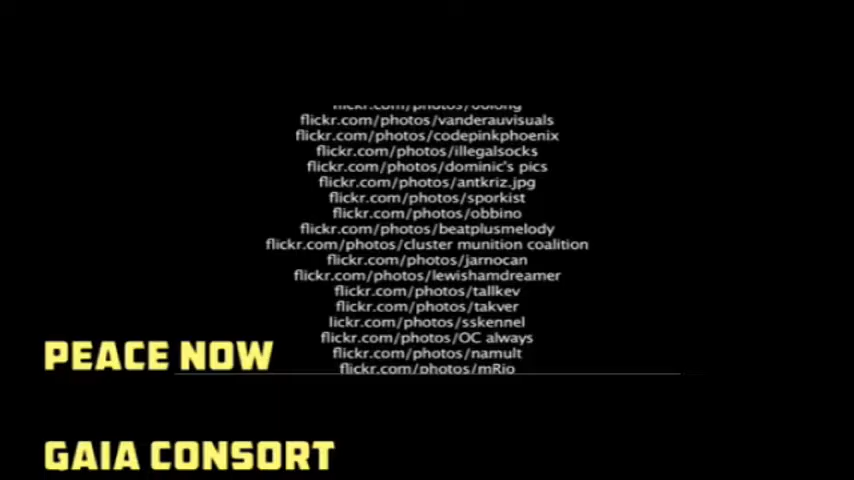 flickr.com/photos/oolong
flickr.com/photos/vanderauvisuals
flickr.com/photos/codepinkphoenix
flickr.com/photos/illegalsocks
flickr.com/photos/dominic's pics
flickr.com/photos/antkriz.jpg
flickr.com/photos/sporkist
flickr.com/photos/obbino
flickr.com/photos/beatplusmelody
flickr.com/photos/cluster munition coalition
flickr.com/photos/jarnocan
flickr.com/photos/lewishamdreamer
flickr.com/photos/tallkev
flickr.com/photos/takver
lickr.com/photos/sskennel
flickr.com/photos/OC always
flickr.com/photos/namult
flickr.com/photos/mRio
PEACE NOW
GAIA CONSORT